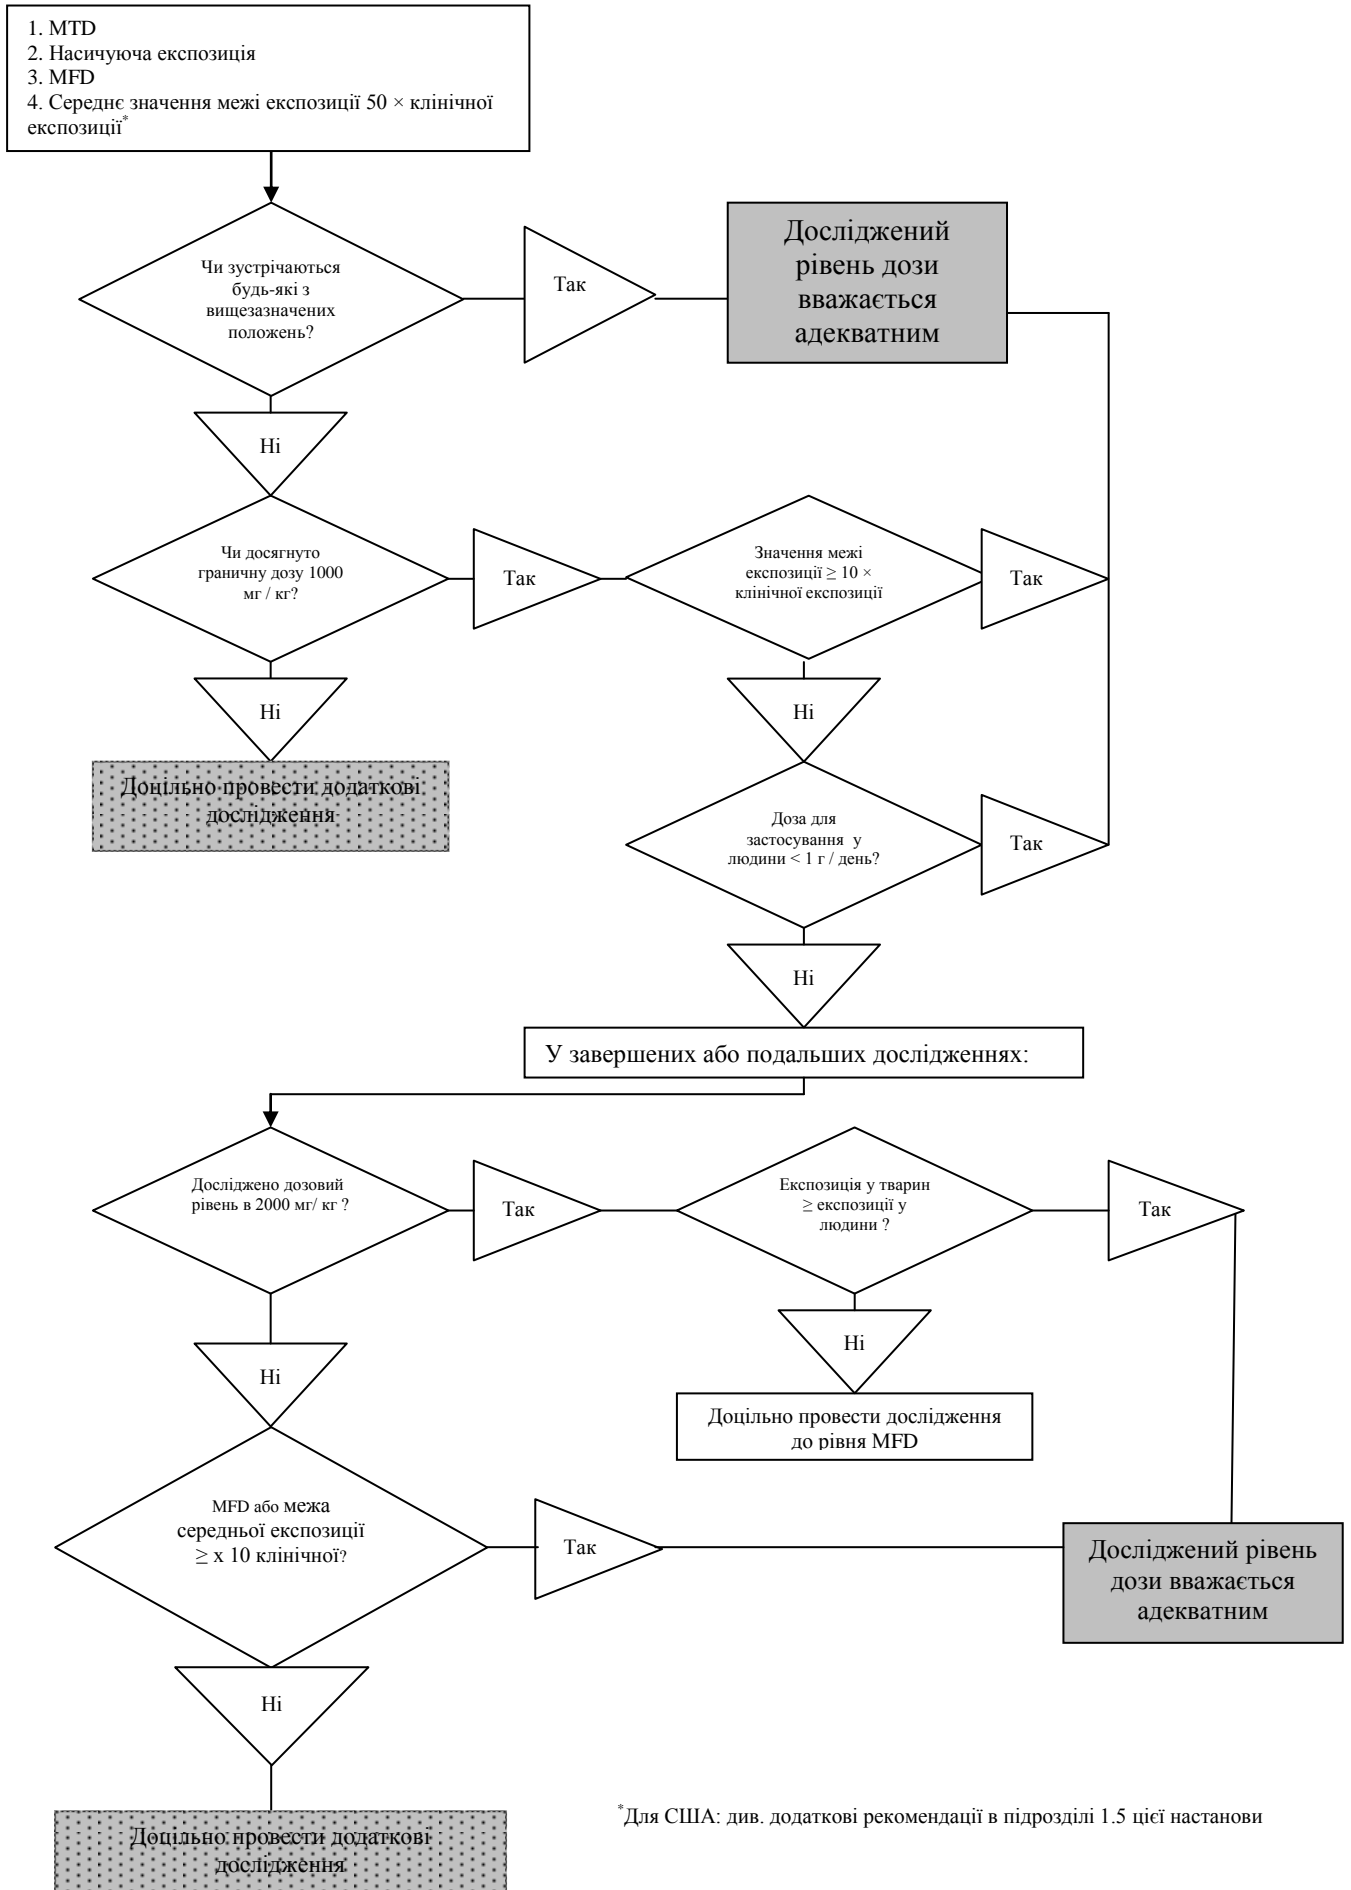 1. MTD
2. Насичуюча експозиція
3. MFD
4. Середнє значення межі експозиції 50 × клінічної
експозиції*
Чи зустрічаються
будь-які з
вищезазначених
положень?
Так
Досліджений
рівень дози
вважається
адекватним
Ні
Чи досягнуто
граничну дозу 1000
мг / кг?
Так
Значення межі
експозиції ≥ 10 ×
клінічної експозиції
Так
Ні
Ні
Доцільно провести додаткові
дослідження
Доза для
застосування у
людини < 1 г / день?
Так
Ні
У завершених або подальших дослідженнях:
Досліджено дозовий
рівень в 2000 мг/ кг ?
Так
Експозиція у тварин
≥ експозиції у
людини ?
Так
Ні
Ні
Доцільно провести дослідження
до рівня MFD
MFD або межа
середньої експозиції
≥ х 10 клінічної?
Так
Досліджений рівень
дози вважається
адекватним
Ні
*Для США: див. додаткові рекомендації в підрозділі 1.5 цієї настанови
Доцільно провести додаткові
дослідження